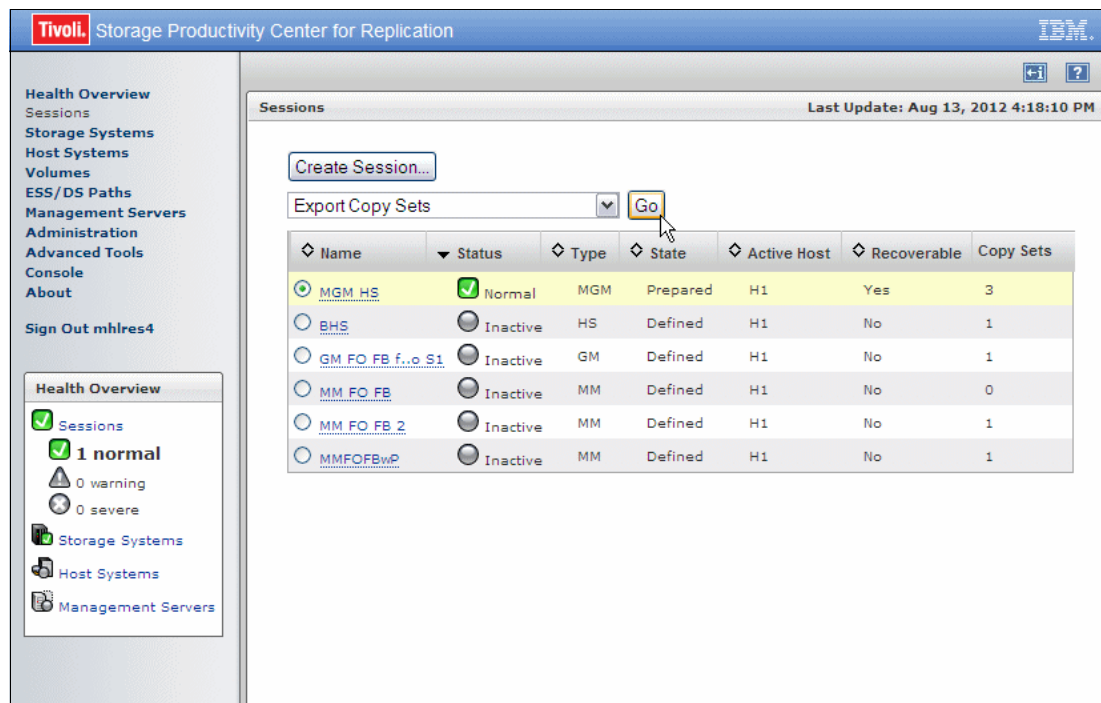 Tivoli. Storage Productivity Center for Replication IBM.
Health Overview
Sessions
Storage Systems
Host Systems
Volumes
ESS/DS Paths
Management Servers
Administration
Advanced Tools
Console
About
Sign Out mhlres4
Health Overview
Sessions
1 normal
0 warning
0 severe
Storage Systems
Host Systems
Management Servers
?
Sessions Last Update: Aug 13, 2012 4:18:10 PM
Create Session...
Export Copy Sets Go
Name Status Type State Active Host Recoverable Copy Sets
MGM HS Normal MGM Prepared H1 Yes 3
BHS Inactive HS Defined H1 No 1
GM FO FB f..o S1 Inactive GM Defined H1 No 1
MM FO FB Inactive MM Defined H1 No 0
MM FO FB 2 Inactive MM Defined H1 No 1
MMFOFBwP Inactive MM Defined H1 No 1